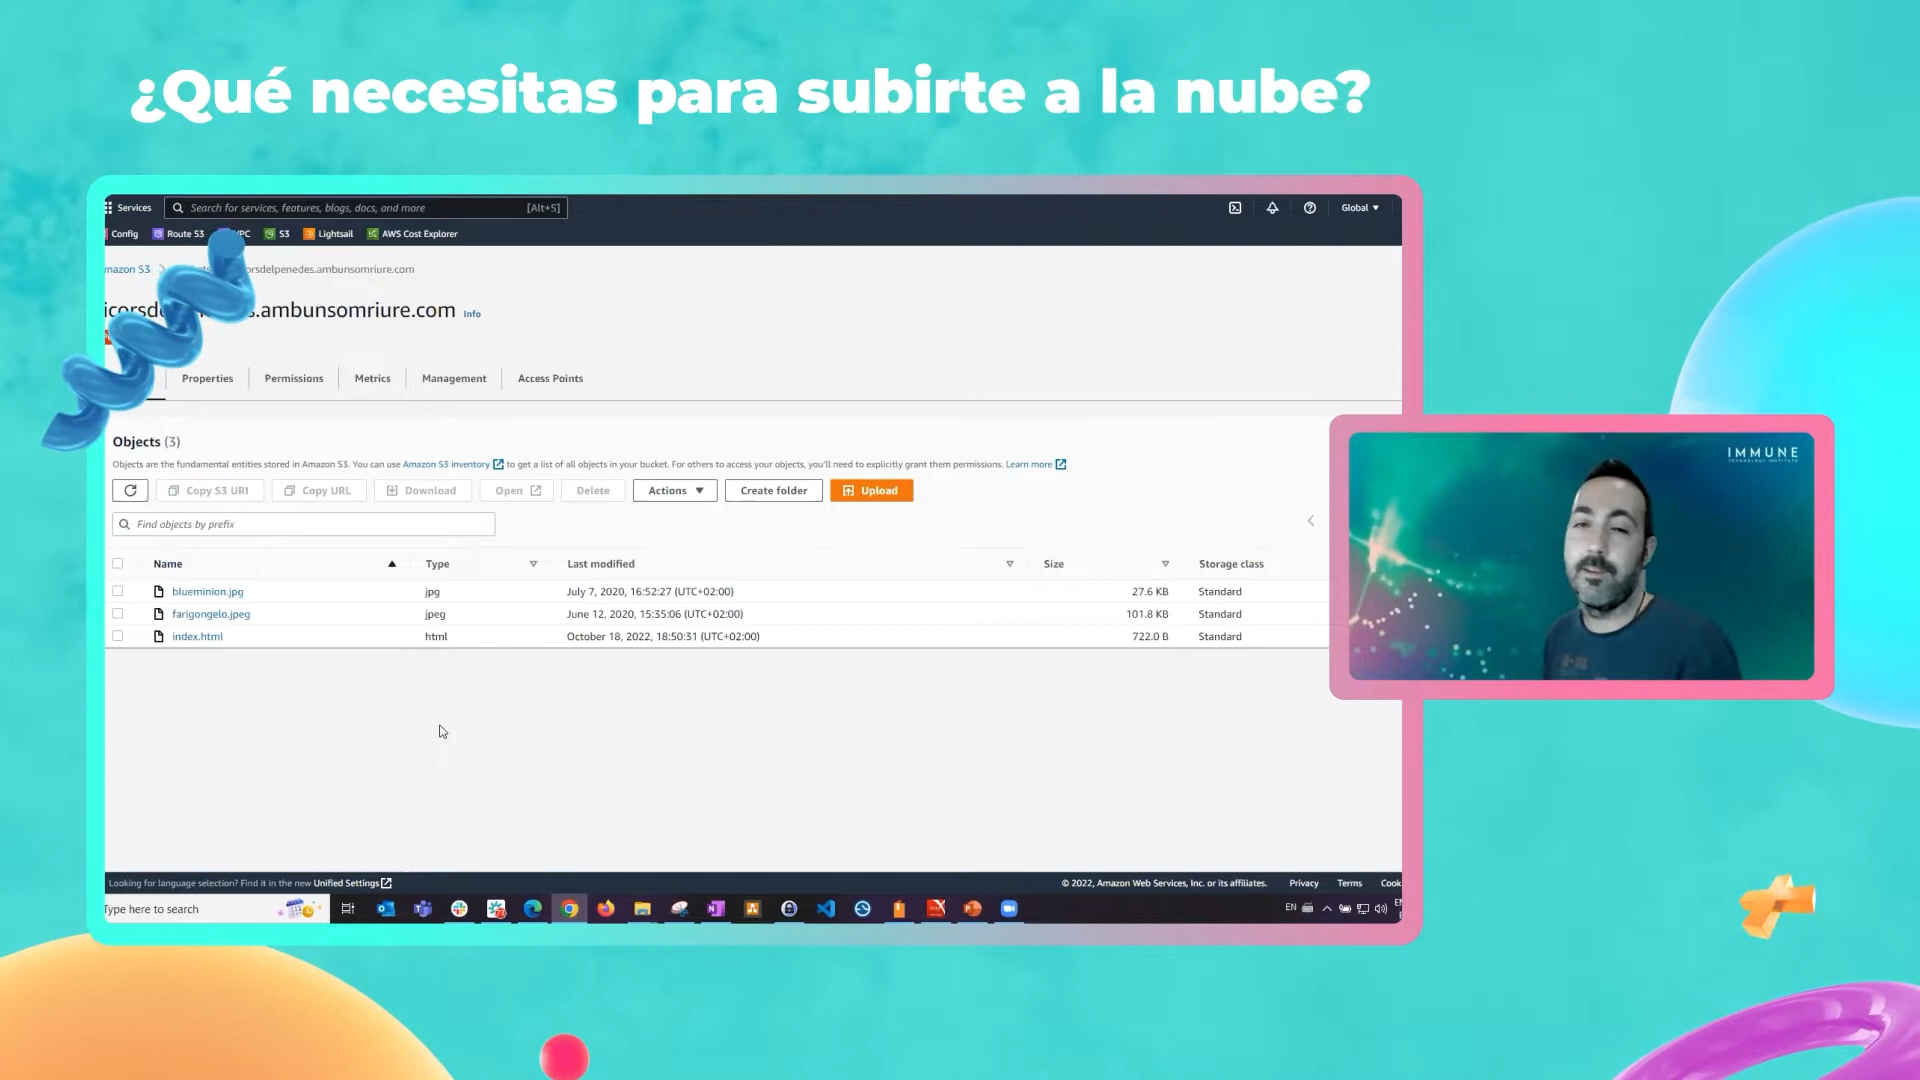 ¿Qué necesitas para subirte a la nube?
Services
Search for services, features, blogs, docs, and more
[Alt+S]
Global
Config
Route 53
S3
Lightsail
AWS Cost Explorer
mazon S3
rsdelpenedes.ambunsomriure.com
.ambunsomriure.com
Info
Properties
Permissions
Metrics
Management
Access Points
Objects (3)
Objects are the fundamental entities stored in Amazon S3. You can use Amazon S3 inventory to get a list of all objects in your bucket. For others to access your objects, you'll need to explicitly grant them permissions. Learn more
Copy S3 URI
Copy URL
Download
Open
Delete
Actions
Create folder
Upload
Find objects by prefix
Name Type Last modified Size Storage class
blueminion.jpg jpg July 7, 2020, 16:52:27 (UTC+02:00) 27.6 KB Standard
farigongelo.jpeg jpeg June 12, 2020, 15:35:06 (UTC+02:00) 101.8 KB Standard
index.html html October 18, 2022, 18:50:31 (UTC+02:00) 722.0 B Standard
IMMUNE
TECHNOLOGY INSTITUTE
Looking for language selection? Find it in the new Unified Settings
© 2022, Amazon Web Services, Inc. or its affiliates.
Privacy
Terms
Cook
Type here to search
EN